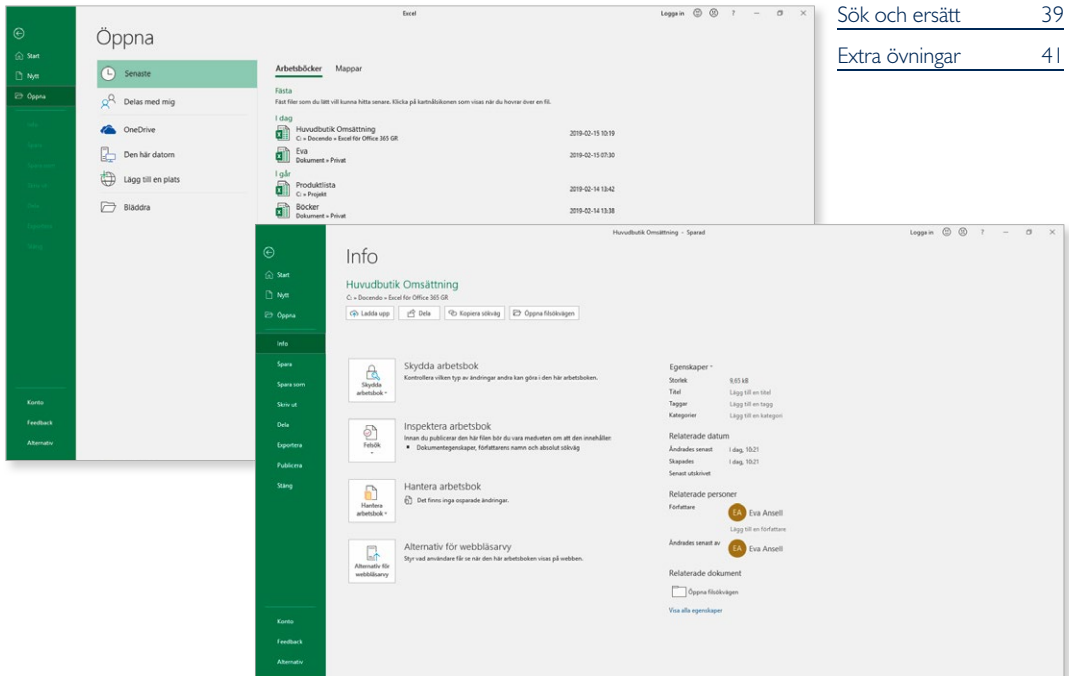 Excel
Logga in ? 
Öppna
Start
Nytt
Öppna
Info
Spara
Spara som
Skriv ut
Dela
Exportera
Stäng
Konto
Feedback
Alternativ
Senaste
Delas med mig
OneDrive
Den här datorn
Lägg till en plats
Bläddra
Arbetsböcker Mappar
Fästa
Fäst filer som du lätt vill kunna hitta senare. Klicka på kartnålsikonen som visas när du hovrar över en fil.
I dag
Huvudbutik Omsättning 2019-02-15 10:19
C: » Docendo » Excel för Office 365 GR
Eva 2019-02-15 07:30
Dokument » Privat
I går
Produktlista 2019-02-14 13:42
C: » Projekt
Böcker 2019-02-14 13:38
Dokument » Privat
Sök och ersätt 39
Extra övningar 41
Huvudbutik Omsättning - Sparad
Logga in ?
Info
Start
Nytt
Öppna
Info
Spara
Spara som
Skriv ut
Dela
Exportera
Publicera
Stäng
Konto
Feedback
Alternativ
Huvudbutik Omsättning
C: » Docendo » Excel för Office 365 GR
Ladda upp Dela Kopiera sökväg Öppna filsökvägen
Skydda arbetsbok
Skydda arbetsbok
Kontrollera vilken typ av ändringar andra kan göra i den här arbetsboken.
Felsök
Inspektera arbetsbok
Innan du publicerar den här filen bör du vara medveten om att den innehåller:
Dokumentegenskaper, författarens namn och absolut sökväg
Hantera arbetsbok
Hantera arbetsbok
Det finns inga osparade ändringar.
Alternativ för webbläsarvy
Alternativ för webbläsarvy
Styr vad användare får se när den här arbetsboken visas på webben.
Egenskaper
Storlek 9,65 kB
Titel Lägg till en titel
Taggar Lägg till en tagg
Kategorier Lägg till en kategori
Relaterade datum
Ändrades senast I dag, 10:21
Skapades I dag, 10:21
Senast utskrivet
Relaterade personer
Författare EA Eva Ansell
Lägg till en författare
Ändrades senast av EA Eva Ansell
Relaterade dokument
Öppna filsökvägen
Visa alla egenskaper